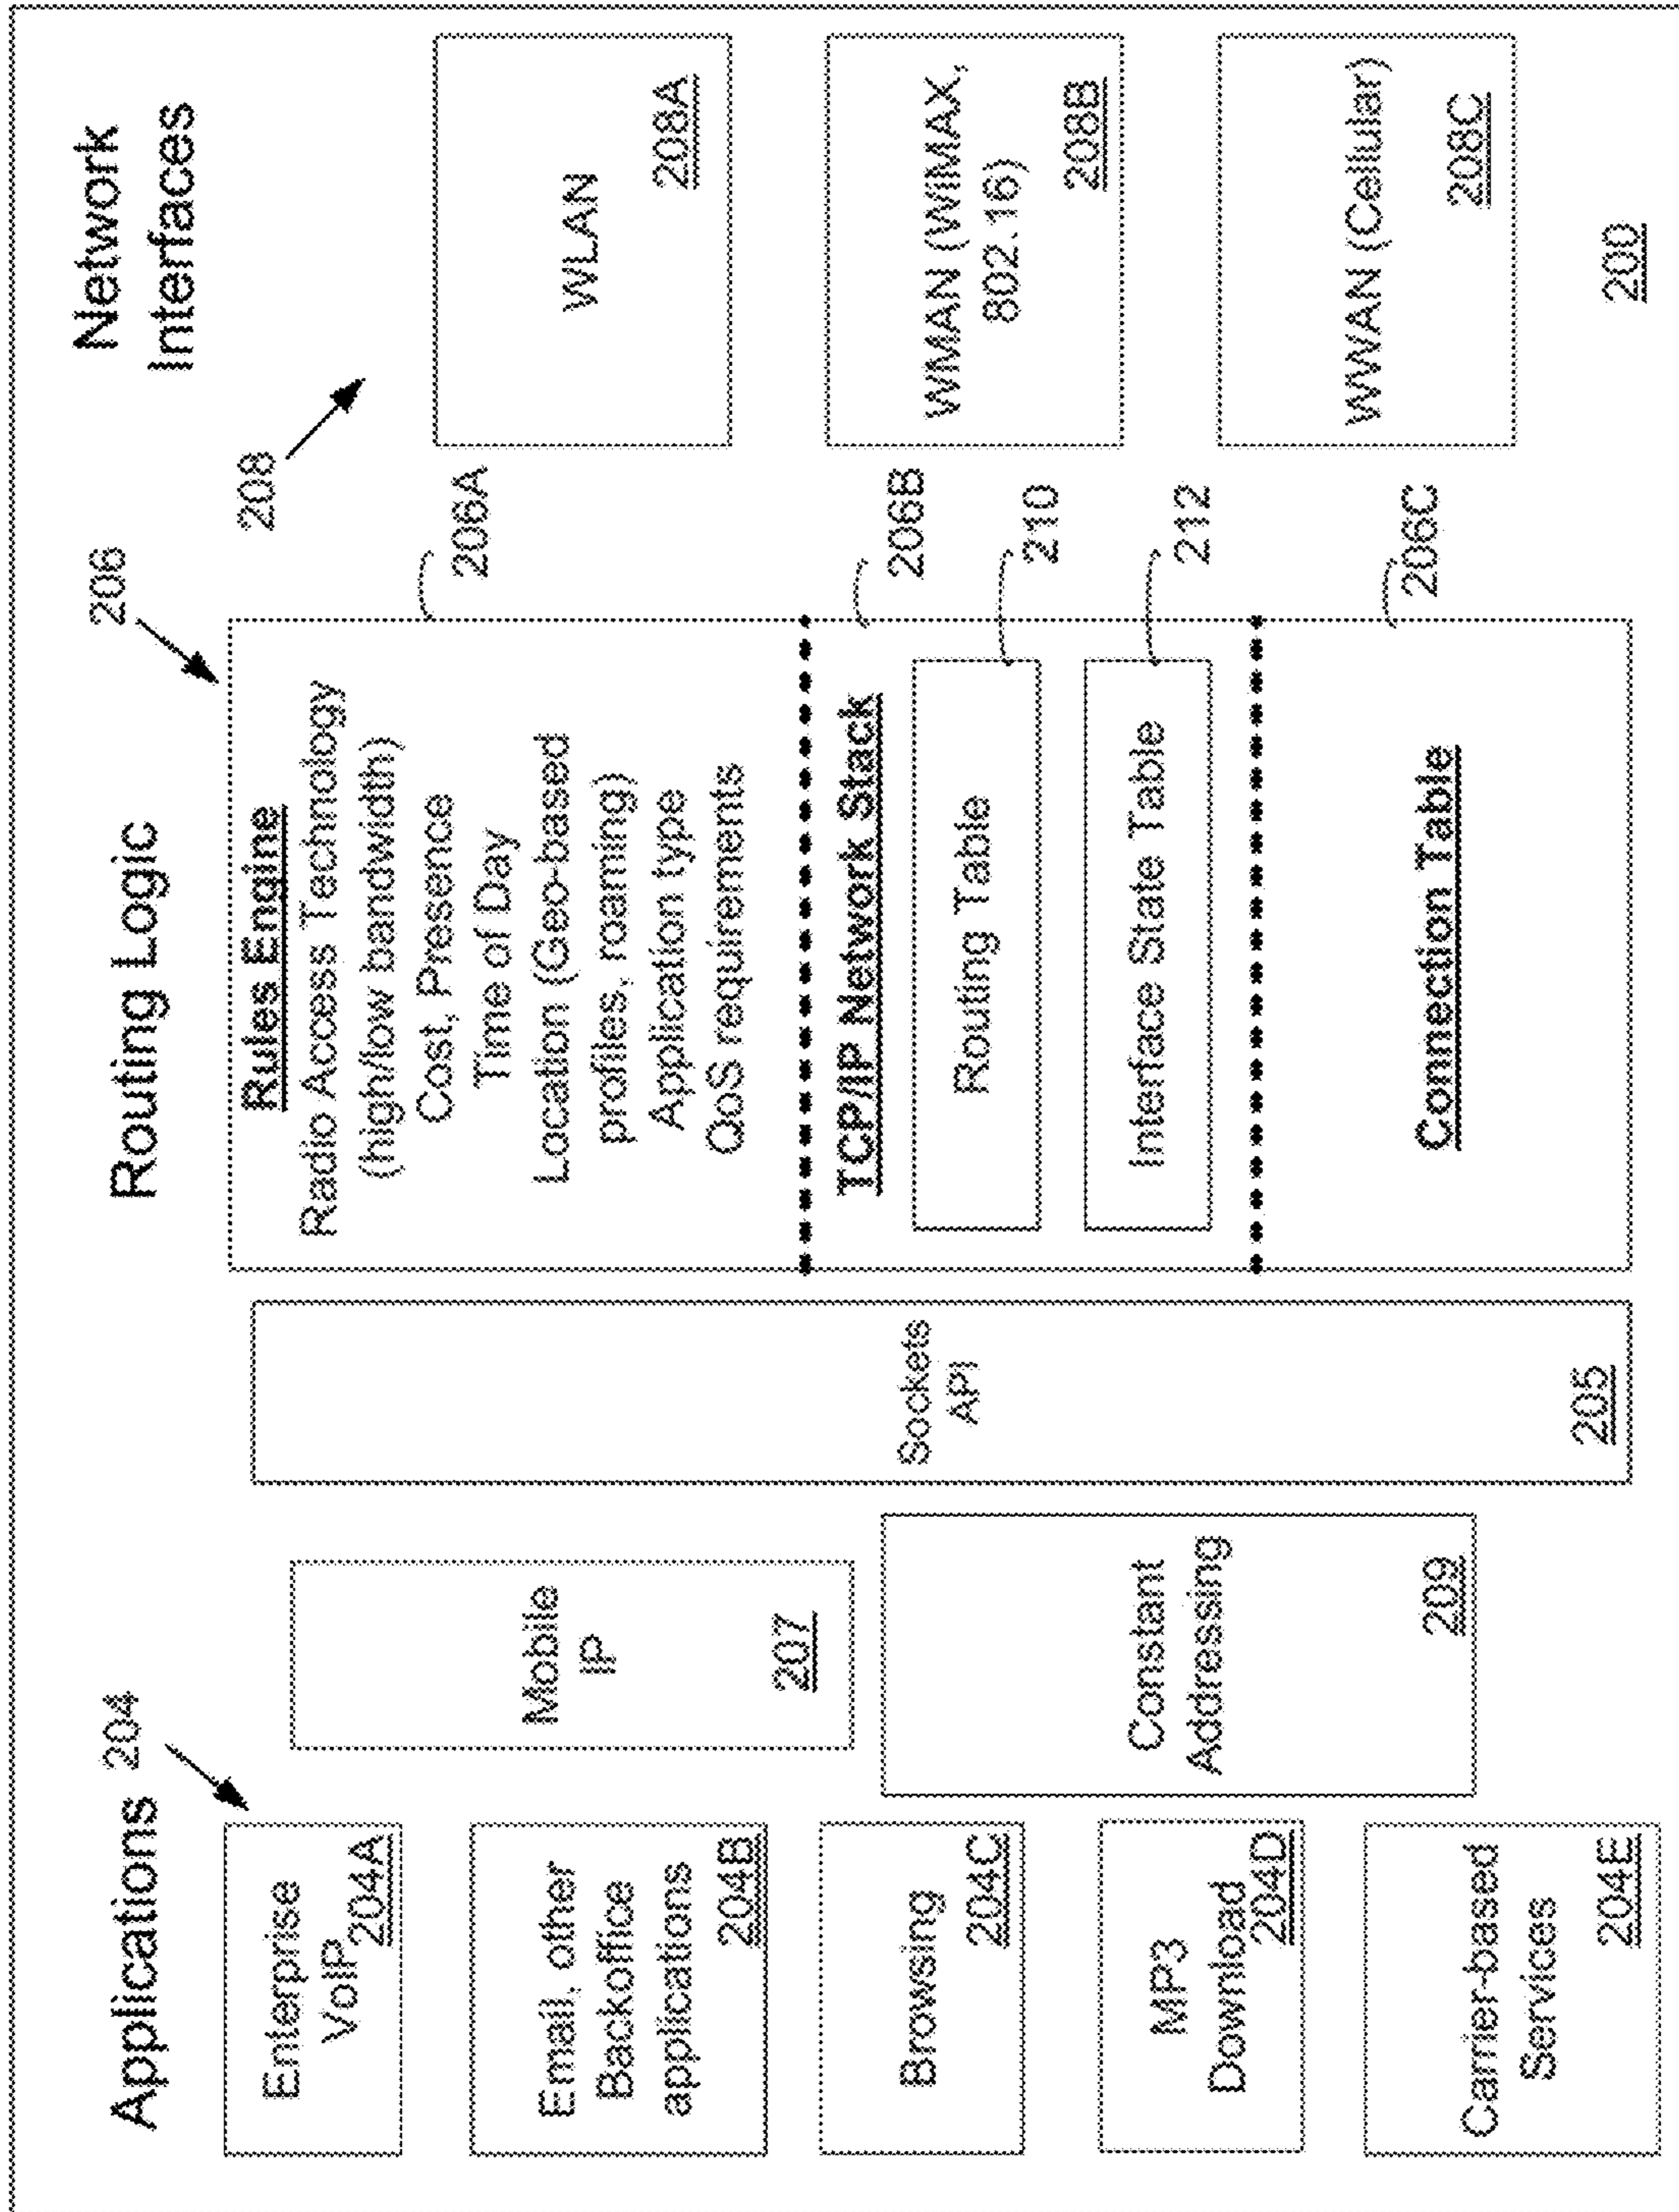 Applications
204
Enterprise
VoIP
204A
Email, other
Backoffice
applications
204B
Browsing
204C
MP3
Download
204D
Carrier-based
Services
204E
Mobile
IP
207
Constant
Addressing
209
Sockets
API
205
Routing Logic
206
Rules Engine
Radio Access Technology
(high/low bandwidth)
Cost, Presence
Time of Day
Location (Geo-based
profiles, roaming)
Application type
QoS requirements
206A
TCP/IP Network Stack
206B
Routing Table
210
Interface State Table
212
Connection Table
206C
Network
Interfaces
208
WLAN
208A
WMAN (WiMAX,
802.16)
208B
WWAN (Cellular)
208C
200